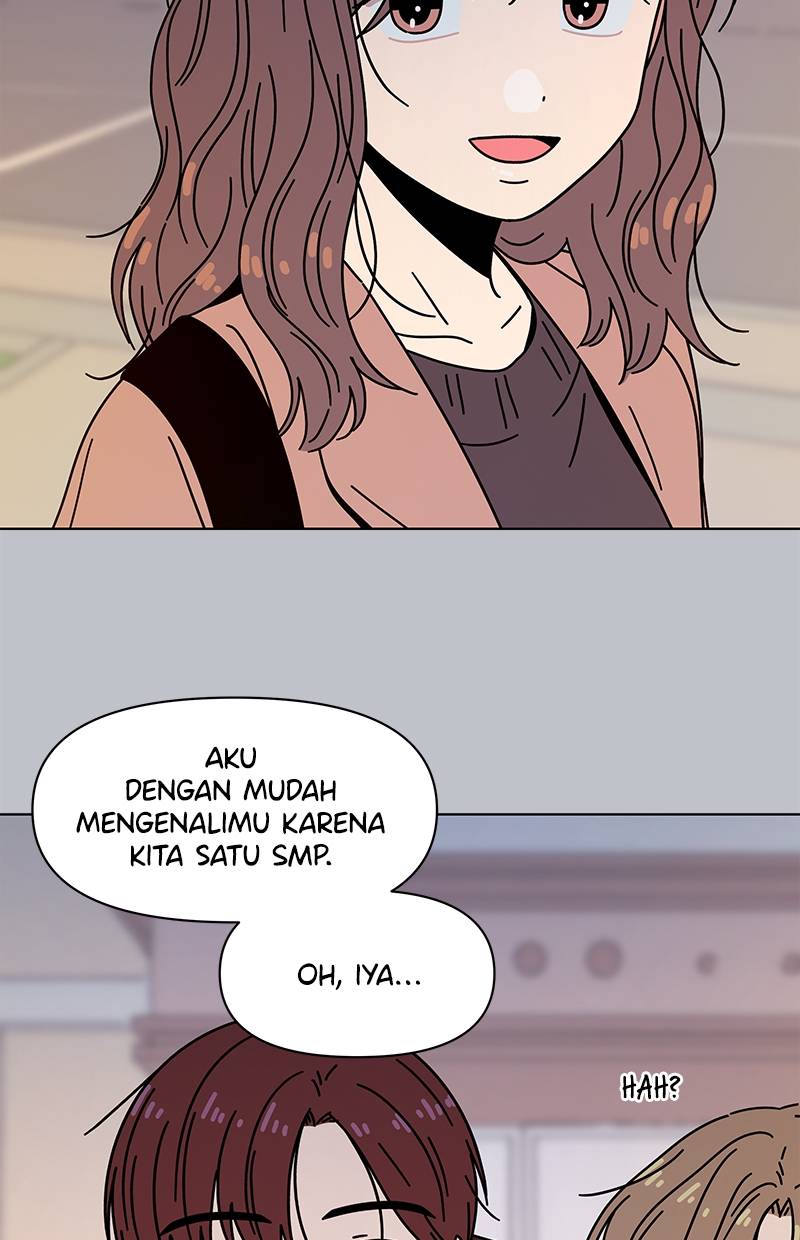 AKU
DENGAN MUDAH
MENGENALIMU KARENA
KITA SATU SMP.
OH, IYA...
HAH?